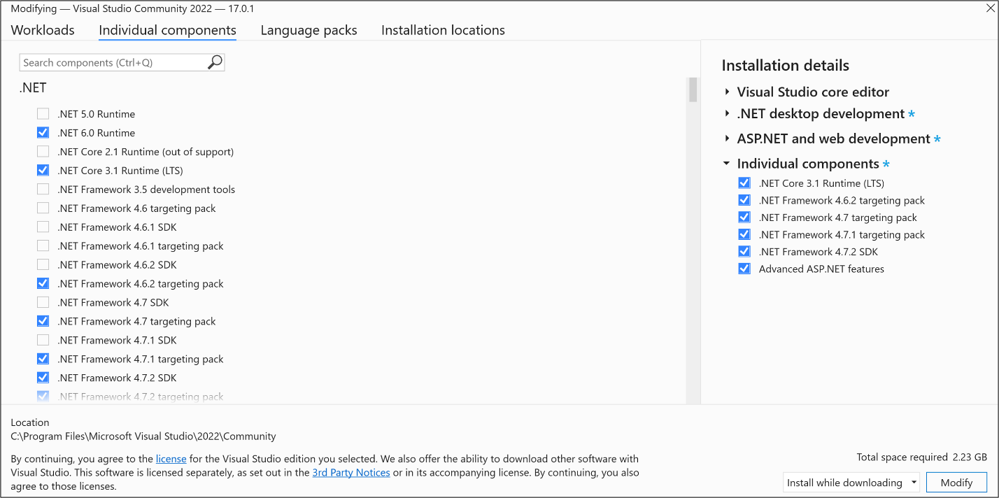 Modifying — Visual Studio Community 2022 — 17.0.1
Workloads Individual components Language packs Installation locations
Search components (Ctrl+Q)
.NET
.NET 5.0 Runtime
.NET 6.0 Runtime
.NET Core 2.1 Runtime (out of support)
.NET Core 3.1 Runtime (LTS)
.NET Framework 3.5 development tools
.NET Framework 4.6 targeting pack
.NET Framework 4.6.1 SDK
.NET Framework 4.6.1 targeting pack
.NET Framework 4.6.2 SDK
.NET Framework 4.6.2 targeting pack
.NET Framework 4.7 SDK
.NET Framework 4.7 targeting pack
.NET Framework 4.7.1 SDK
.NET Framework 4.7.1 targeting pack
.NET Framework 4.7.2 SDK
.NET Framework 4.7.2 targeting pack
Installation details
Visual Studio core editor
.NET desktop development *
ASP.NET and web development *
Individual components *
.NET Core 3.1 Runtime (LTS)
.NET Framework 4.6.2 targeting pack
.NET Framework 4.7 targeting pack
.NET Framework 4.7.1 targeting pack
.NET Framework 4.7.2 SDK
Advanced ASP.NET features
Location
C:\Program Files\Microsoft Visual Studio\2022\Community
By continuing, you agree to the license for the Visual Studio edition you selected. We also offer the ability to download other software with
Visual Studio. This software is licensed separately, as set out in the 3rd Party Notices or in its accompanying license. By continuing, you also
agree to those licenses.
Total space required 2.23 GB
Install while downloading Modify